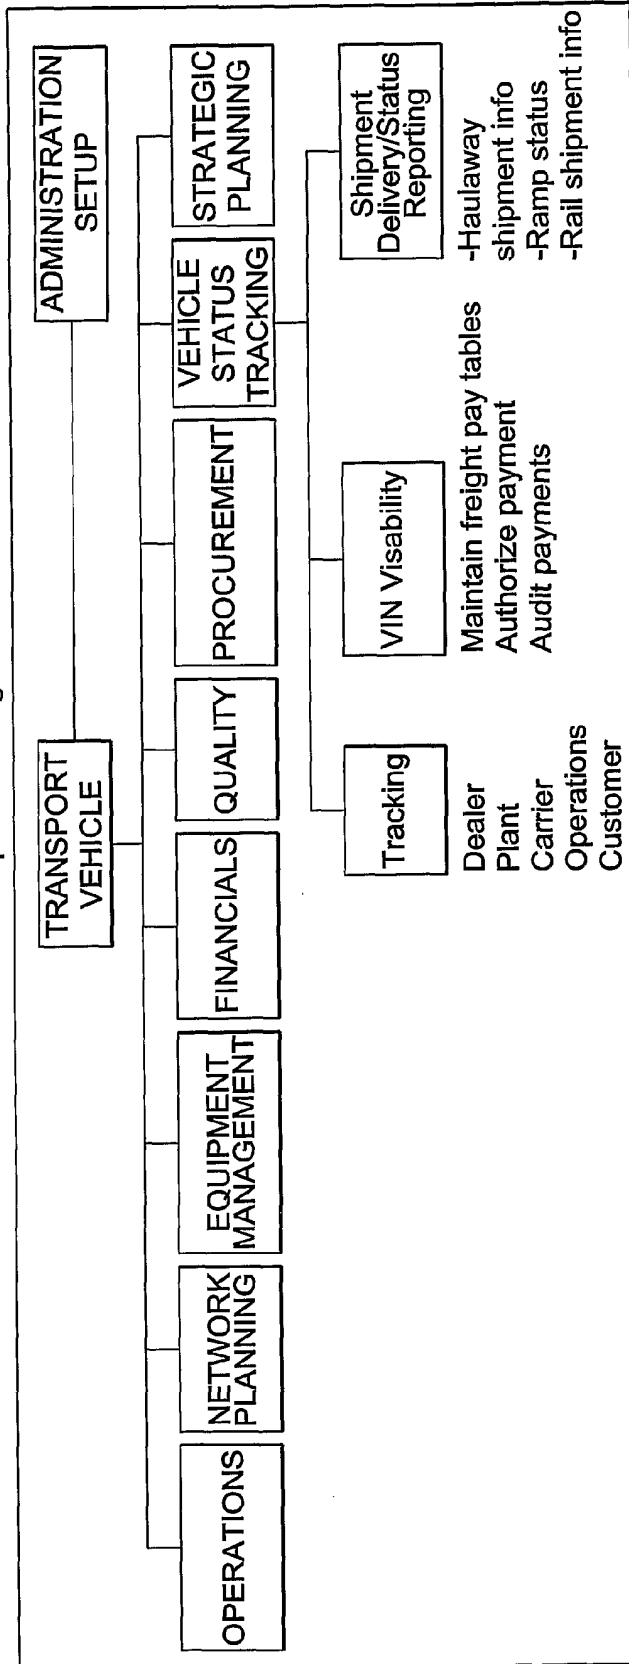 TRANSPORT
VEHICLE
ADMINISTRATION
SETUP
OPERATIONS
NETWORK
PLANNING
EQUIPMENT
MANAGEMENT
FINANCIALS
QUALITY
PROCUREMENT
VEHICLE
STATUS
TRACKING
STRATEGIC
PLANNING
Tracking
Dealer
Plant
Carrier
Operations
Customer
VIN Visability
Maintain freight pay tables
Authorize payment
Audit payments
Shipment
Delivery/Status
Reporting
-Haulaway
shipment info
-Ramp status
-Rail shipment info